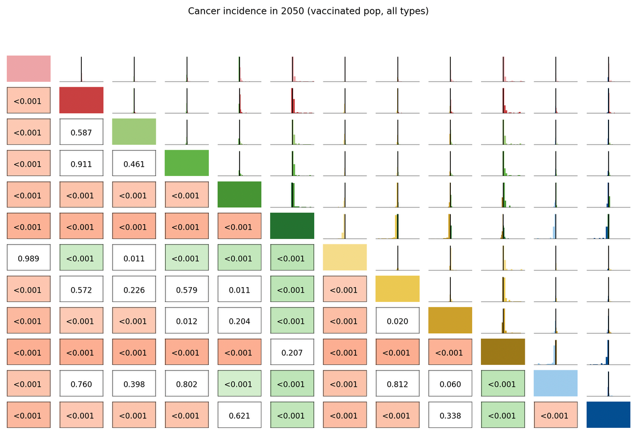 Cancer incidence in 2050 (vaccinated pop, all types)
<0.001
<0.001 0.587
<0.001 0.911 0.461
<0.001 <0.001 <0.001 <0.001
<0.001 <0.001 <0.001 <0.001 <0.001
0.989 <0.001 0.011 <0.001 <0.001 <0.001
<0.001 0.572 0.226 0.579 0.011 <0.001 <0.001
<0.001 <0.001 <0.001 0.012 0.204 <0.001 <0.001 0.020
<0.001 <0.001 <0.001 <0.001 <0.001 0.207 <0.001 <0.001 <0.001
<0.001 0.760 0.398 0.802 <0.001 <0.001 <0.001 0.812 0.060 <0.001
<0.001 <0.001 <0.001 <0.001 0.621 <0.001 <0.001 <0.001 0.338 <0.001 <0.001